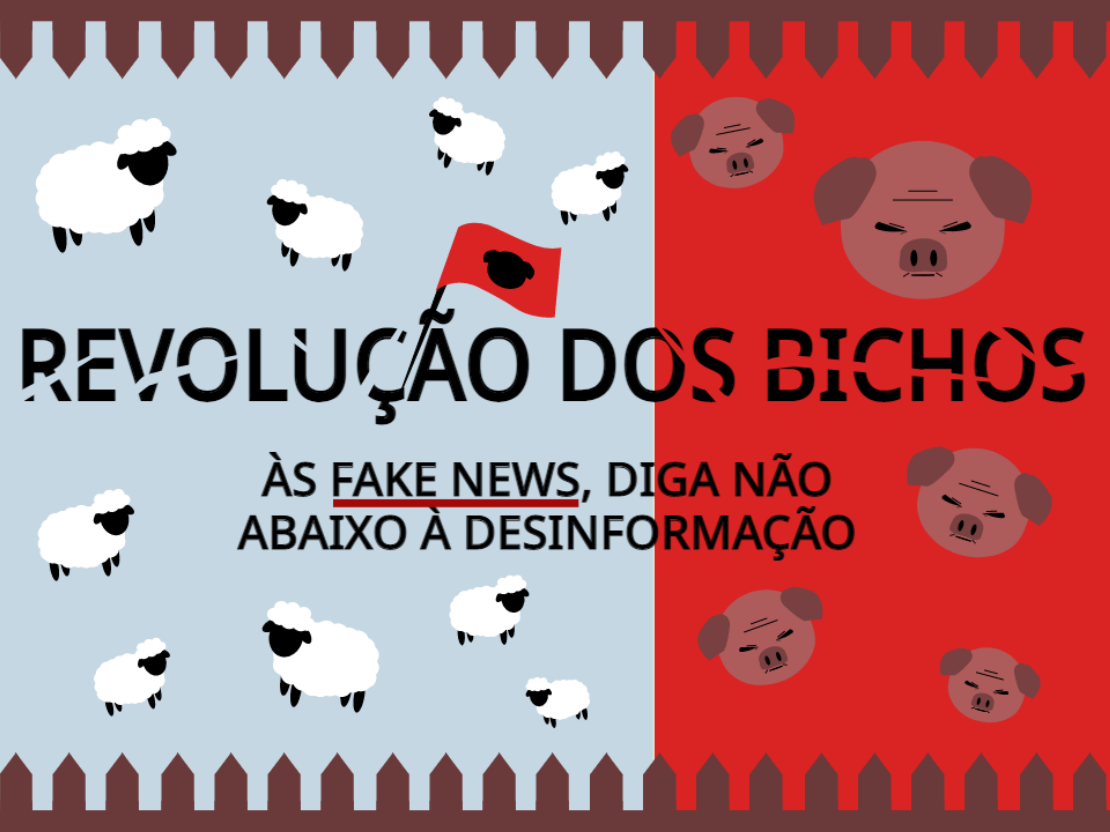 REVOLUÇÃO DOS BICHOS
ÀS FAKE NEWS, DIGA NÃO
ABAIXO À DESINFORMAÇÃO